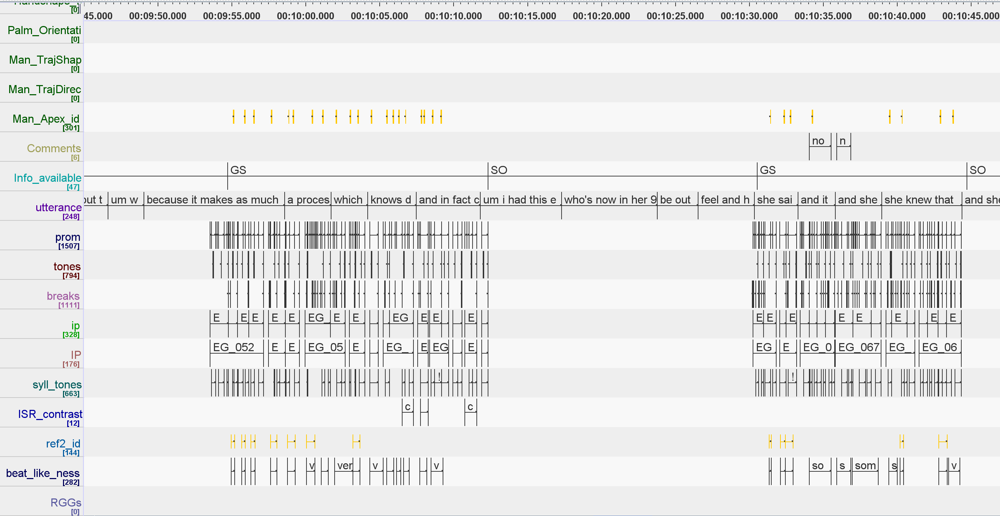 [0]
45.000 00:09:50.000 00:09:55.000 00:10:00.000 00:10:05.000 00:10:10.000 00:10:15.000 00:10:20.000 00:10:25.000 00:10:30.000 00:10:35.000 00:10:40.000 00:10:45.000
Palm_Orientati
[0]
Man_TrajShap
[0]
Man_TrajDirec
[0]
Man_Apex_id
[301]
Comments no n
[6]
Info_available GS SO GS SO
[47]
utterance out t um w because it makes as much a proces which knows d and in fact c um i had this e who's now in her 9 be out feel and h she sai and it and she she knew that and she
[248]
prom
[1507]
tones
[794]
breaks
[1111]
ip E E E E E EG_ E E EG E E E E E E E E E E E
[328]
IP EG_052 E E EG_05 E EG_ E EG E EG E EG_0 EG_067 EG_ EG_06
[176]
syll_tones ! !
[663]
ISR_contrast c c
[12]
ref2_id
[144]
beat_like_ness v ver v v so s som s v
[282]
RGGs
[0]